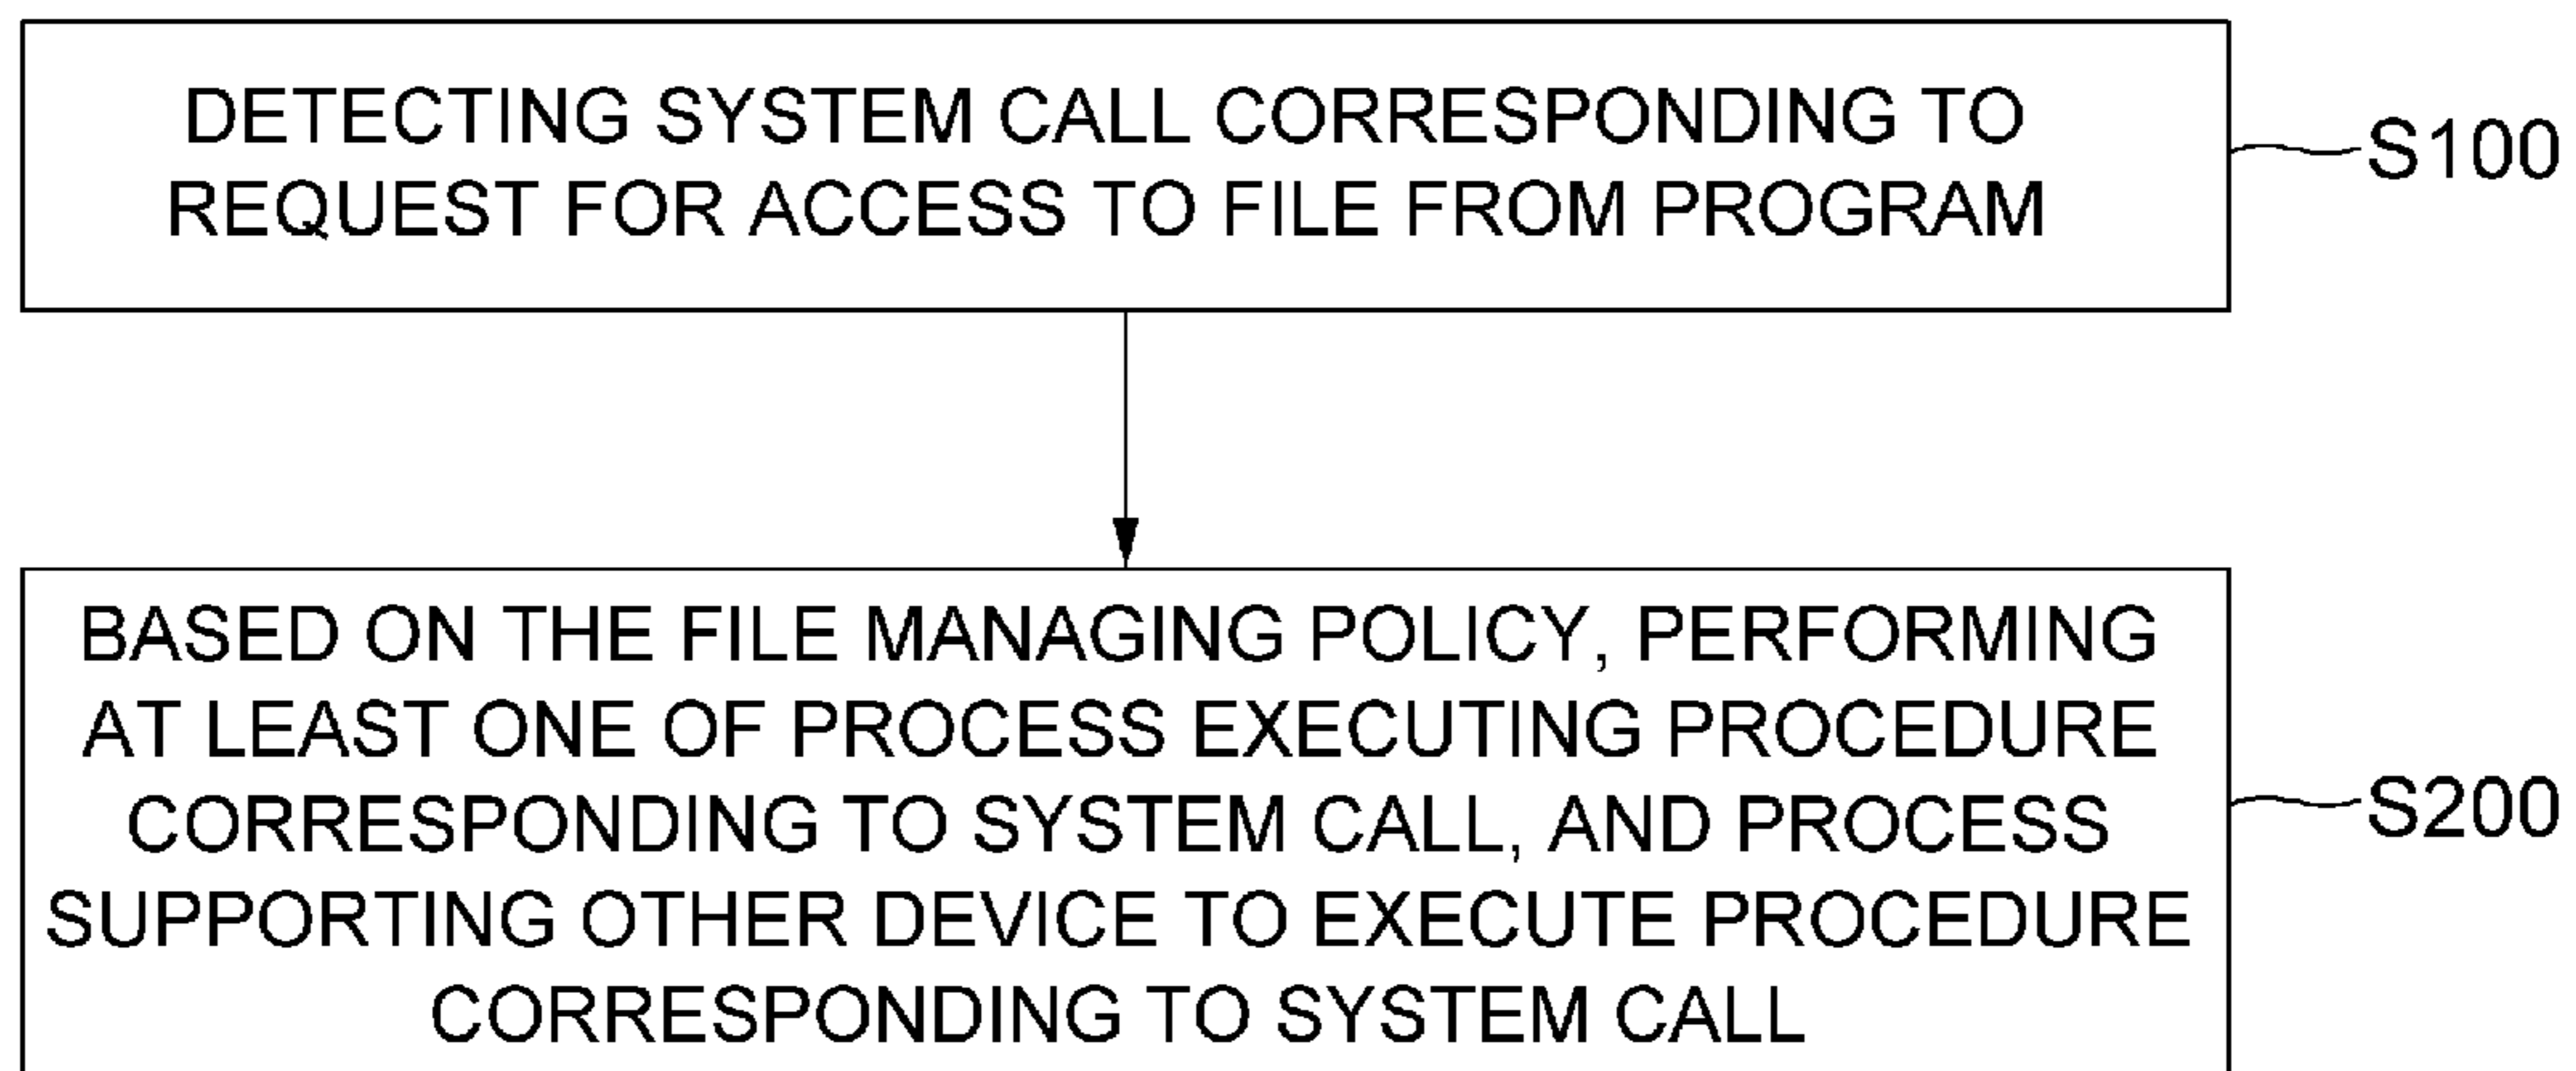 DETECTING SYSTEM CALL CORRESPONDING TO
REQUEST FOR ACCESS TO FILE FROM PROGRAM
S100
BASED ON THE FILE MANAGING POLICY, PERFORMING
AT LEAST ONE OF PROCESS EXECUTING PROCEDURE
CORRESPONDING TO SYSTEM CALL, AND PROCESS
SUPPORTING OTHER DEVICE TO EXECUTE PROCEDURE
CORRESPONDING TO SYSTEM CALL
S200